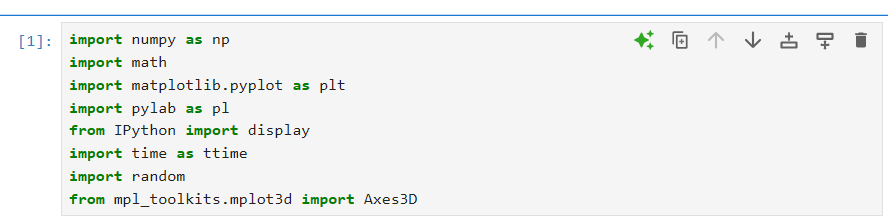 [1]: import numpy as np
import math
import matplotlib.pyplot as plt
import pylab as pl
from IPython import display
import time as ttime
import random
from mpl_toolkits.mplot3d import Axes3D